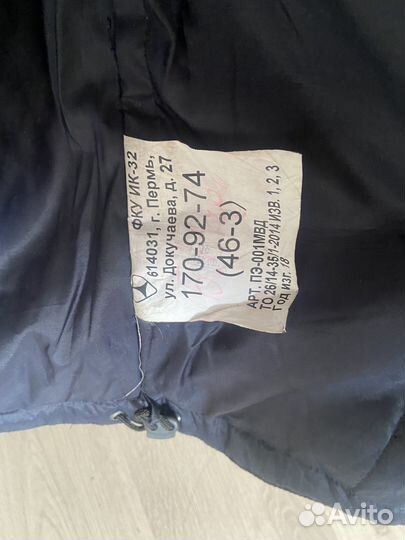 ФКУ ИК-32
614031, г. Пермь,
ул. Докучаева, д. 27
170-92-74
(46-3)
АРТ. ПЭ-001МВД
ТО 26/14-35/1-2014 ИЗВ. 1, 2, 3
Год изг. 18
Avito